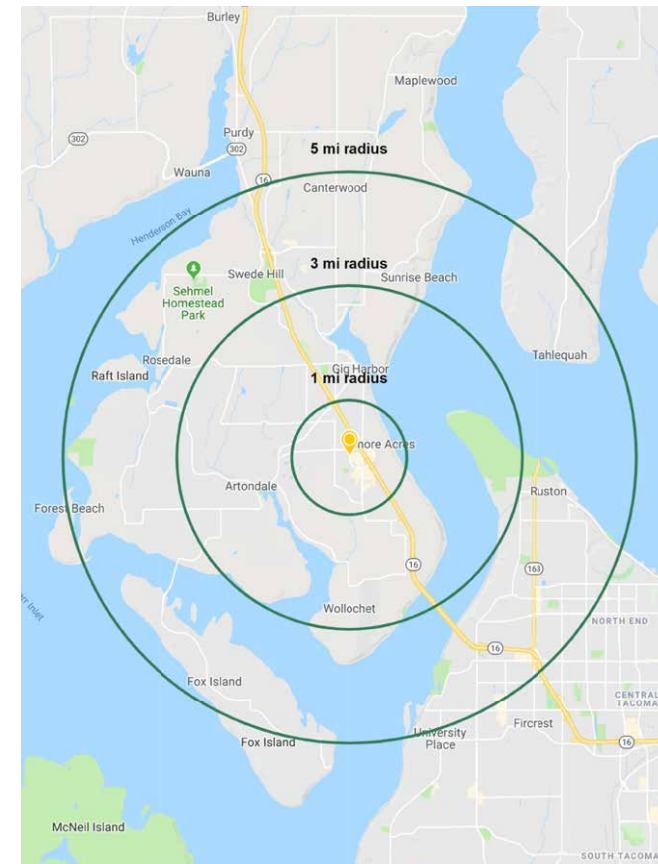 Burley
Maplewood
302
Purdy
302
5 mi radius
Wauna
16
Canterwood
Henderson Bay
3 mi radius
Swede Hill
Sunrise Beach
Sehmel
Homestead
Park
Tahlequah
Rosedale
Gig Harbor
Raft Island
1 mi radius
more Acres
Artondale
Ruston
Forest Beach
16
163
rr Inlet
Wollochet
NORTH END
16
Fox Island
CENTRAL
TACOMA
Fircrest
University
Place
Fox Island
16
McNeil Island
SOUTH TACOMA